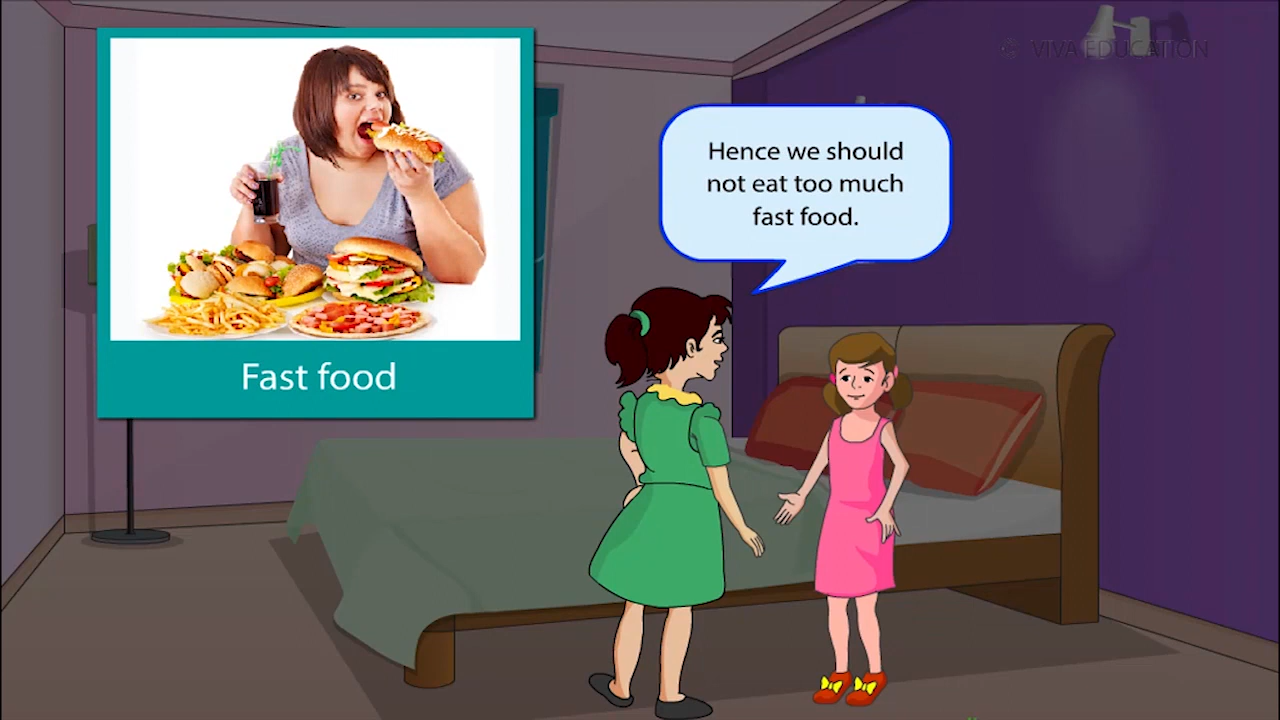 VIVA EDUCATION
Hence we should
not eat too much
fast food.
Fast food